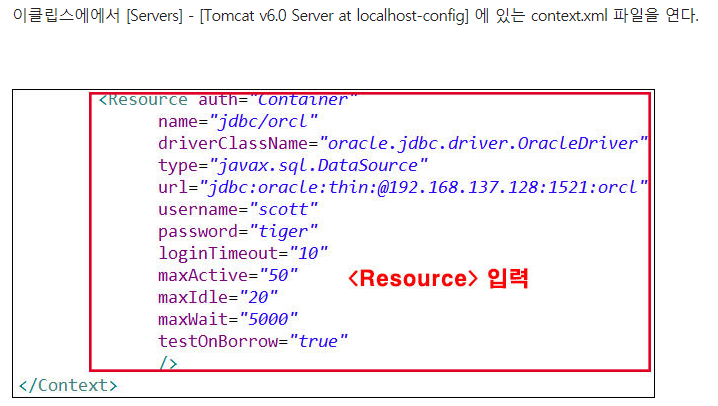 이클립스에에서 [Servers] - [Tomcat v6.0 Server at localhost-config] 에 있는 context.xml 파일을 연다.
<Resource auth="Container"
name="jdbc/orcl"
driverClassName="oracle.jdbc.driver.OracleDriver"
type="javax.sql.DataSource"
url="jdbc:oracle:thin:@192.168.137.128:1521:orcl"
username="scott"
password="tiger"
loginTimeout="10"
maxActive="50"
<Resource> 입력
maxIdle="20"
maxWait="5000"
testOnBorrow="true"
/>
</Context>